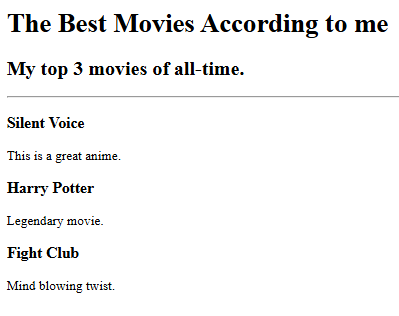 The Best Movies According to me
My top 3 movies of all-time.
Silent Voice
This is a great anime.
Harry Potter
Legendary movie.
Fight Club
Mind blowing twist.